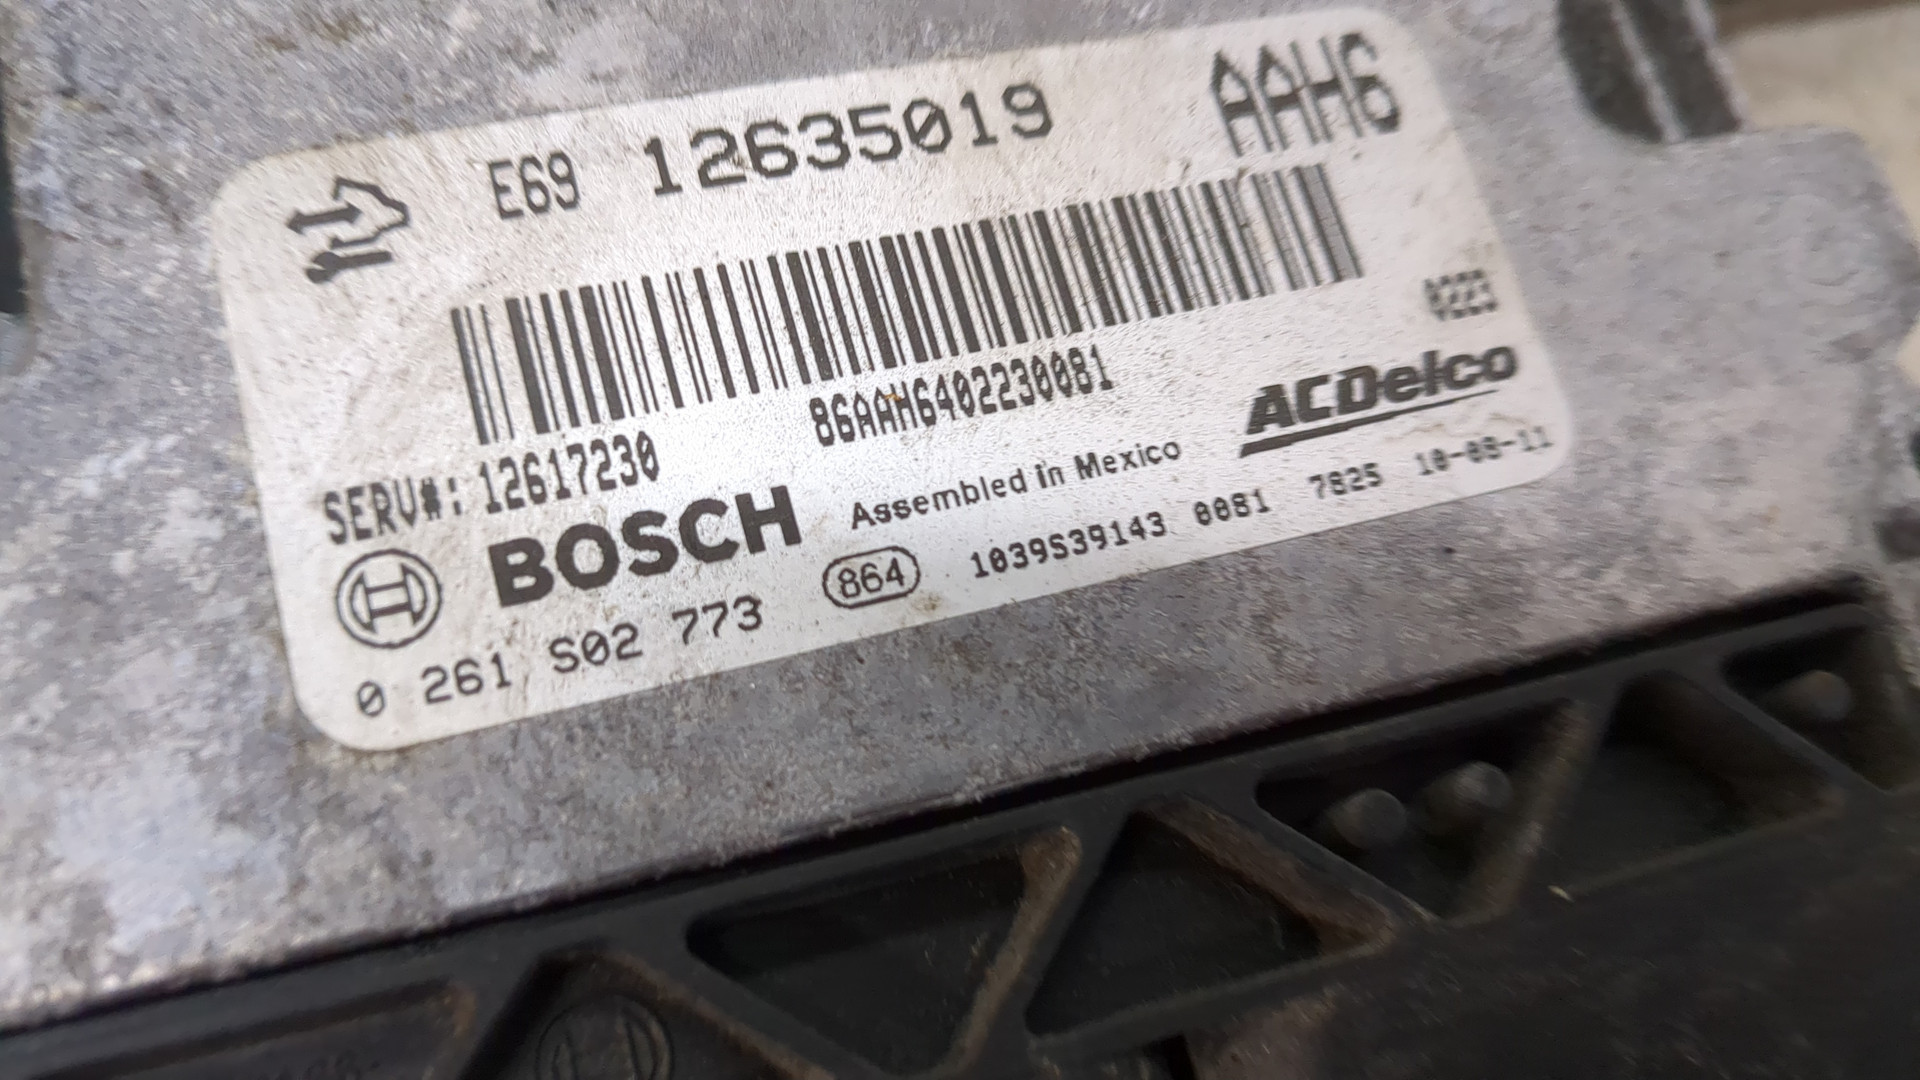 E69 12635019 AAH6
0223
86AAH6402230081
SERV#: 12617230
ACDelco
BOSCH Assembled in Mexico
0 261 S02 773 864 1039S39143 0081 7825 10-08-11